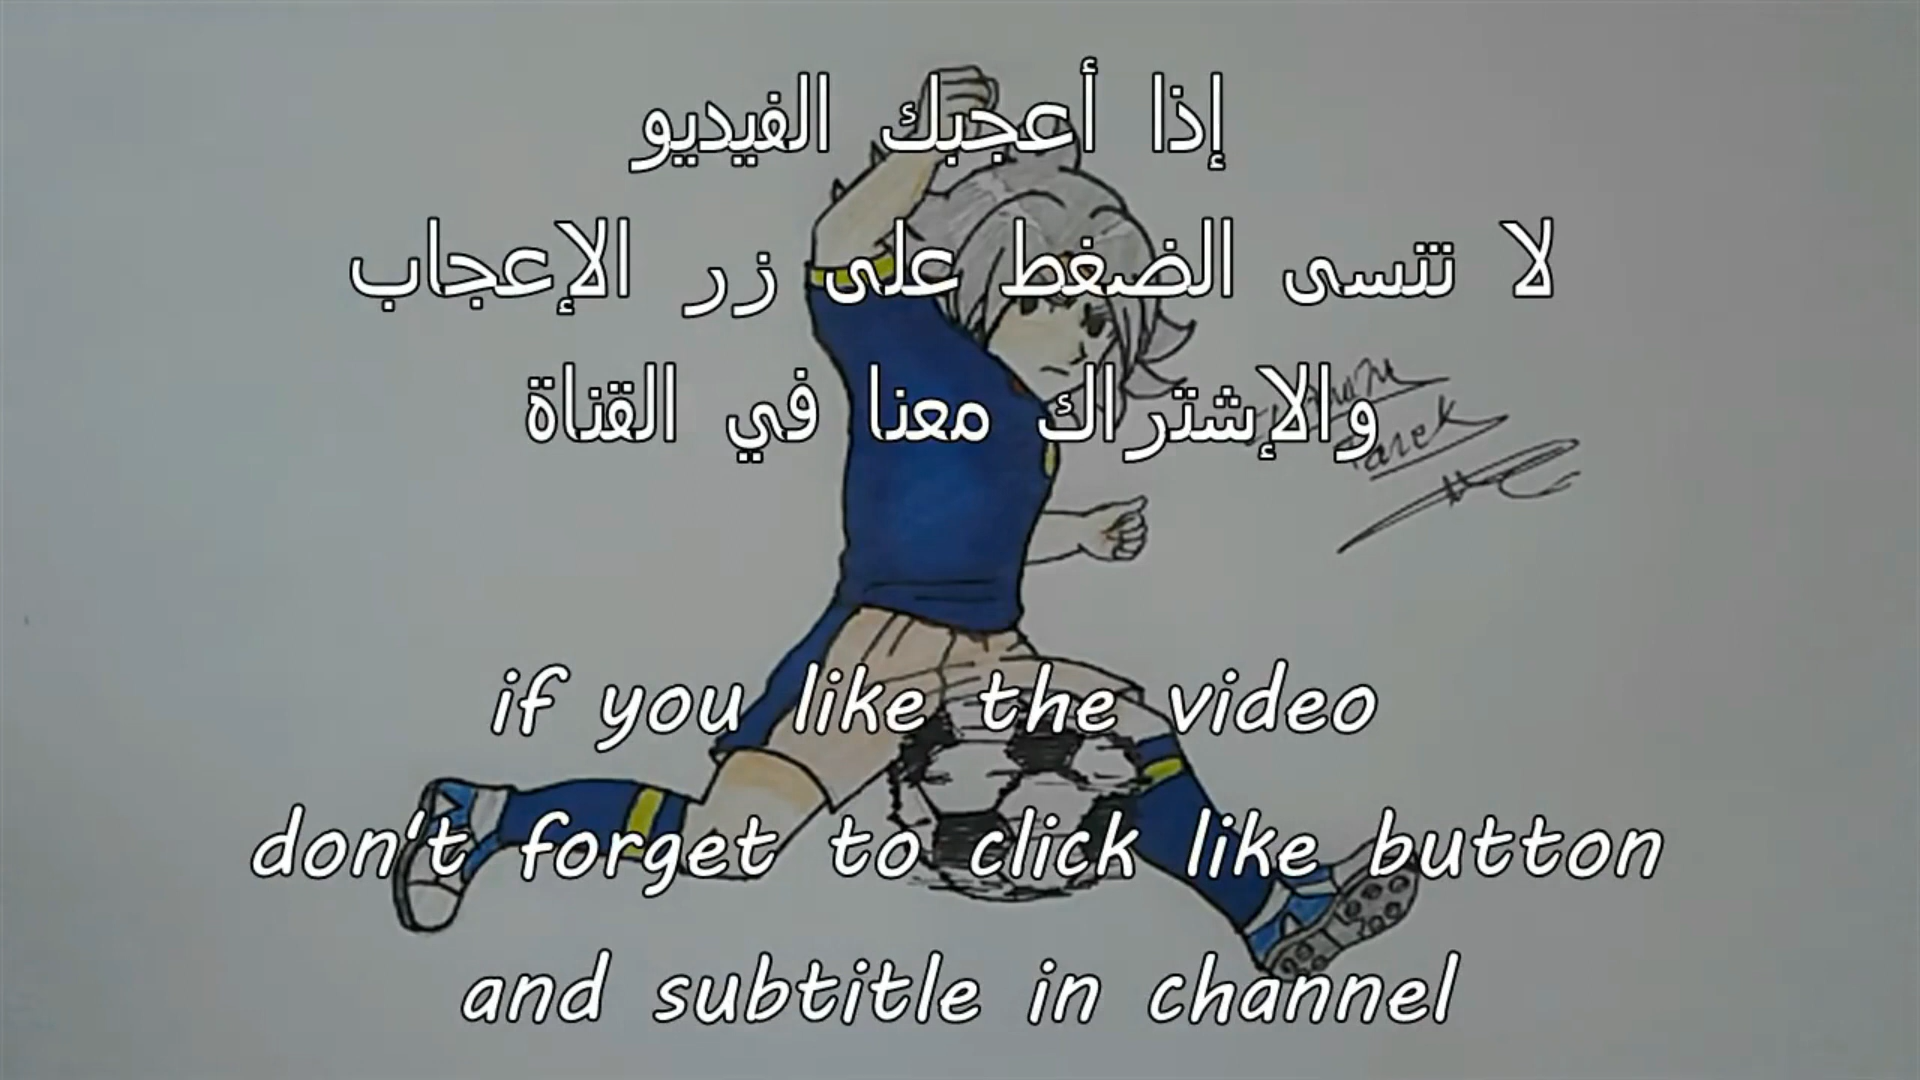 إذا أعجبك الفيديو
لا تنسى الضغط على زر الإعجاب
والإشتراك معنا في القناة
Tarek
if you like the video
don't forget to click like button
and subtitle in channel